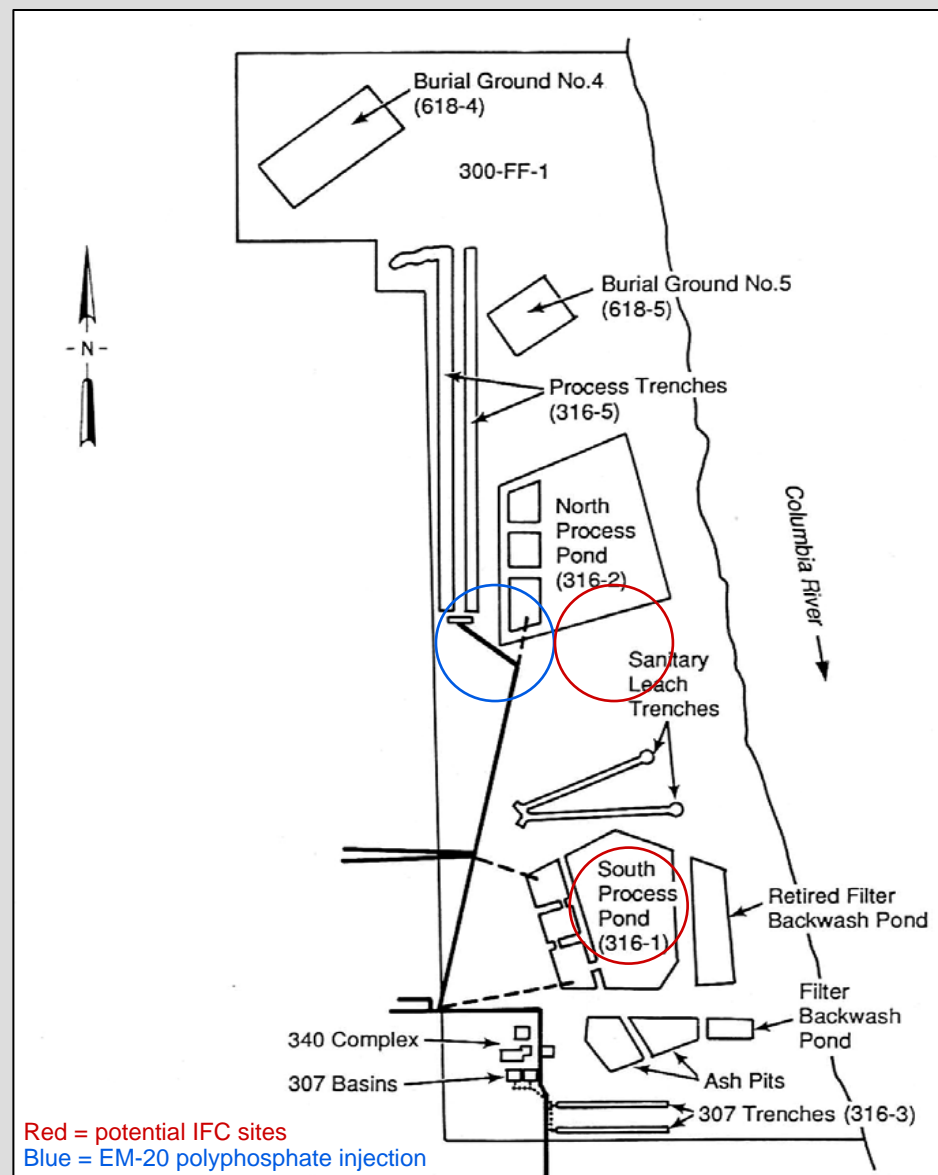 Burial Ground No.4
(618-4)
300-FF-1
Burial Ground No.5
(618-5)
- N -
Process Trenches
(316-5)
North
Process
Pond
(316-2)
Columbia River
Sanitary
Leach
Trenches
South
Process
Pond
(316-1)
Retired Filter
Backwash Pond
Filter
Backwash
Pond
340 Complex
307 Basins
Ash Pits
307 Trenches (316-3)
Red = potential IFC sites
Blue = EM-20 polyphosphate injection